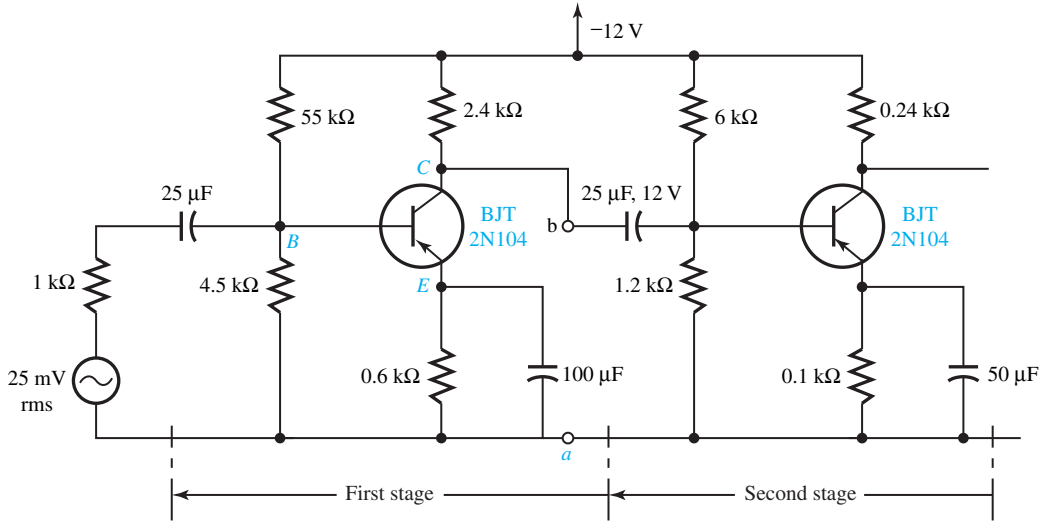 −12 V
55 kΩ
2.4 kΩ
6 kΩ
0.24 kΩ
C
25 µF
25 µF, 12 V
BJT
2N104
b
BJT
2N104
B
1 kΩ
4.5 kΩ
E
1.2 kΩ
25 mV
rms
0.6 kΩ
100 µF
0.1 kΩ
50 µF
a
First stage
Second stage